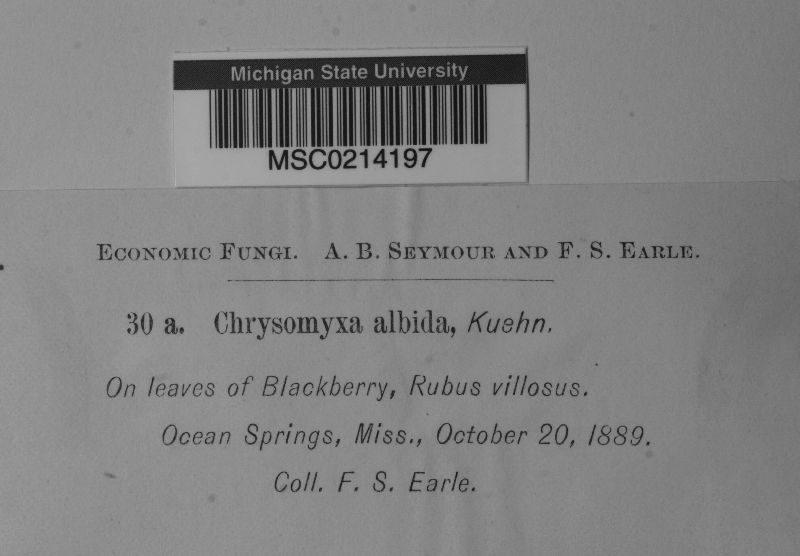 Michigan State University
MSC0214197
Economic Fungi. A. B. Seymour and F. S. Earle.
30 a. Chrysomyxa albida, Kuehn.
On leaves of Blackberry, Rubus villosus.
Ocean Springs, Miss., October 20, 1889.
Coll. F. S. Earle.